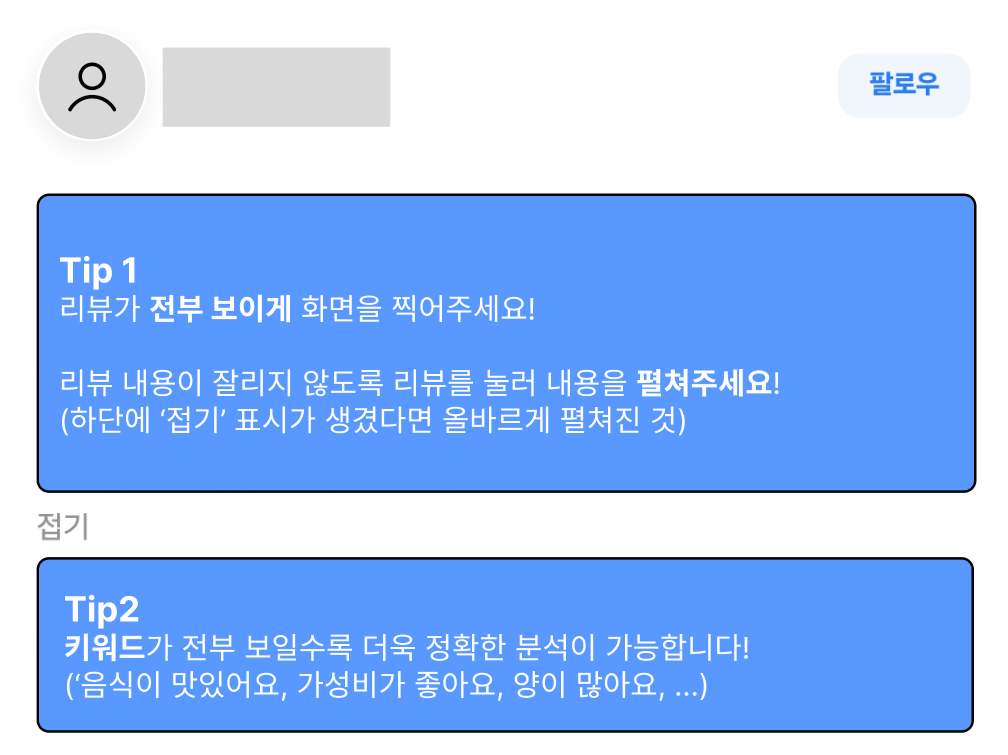 팔로우
Tip 1
리뷰가 전부 보이게 화면을 찍어주세요!
리뷰 내용이 잘리지 않도록 리뷰를 눌러 내용을 펼쳐주세요!
(하단에 ‘접기’ 표시가 생겼다면 올바르게 펼쳐진 것)
접기
Tip2
키워드가 전부 보일수록 더욱 정확한 분석이 가능합니다!
(‘음식이 맛있어요, 가성비가 좋아요, 양이 많아요, ...)